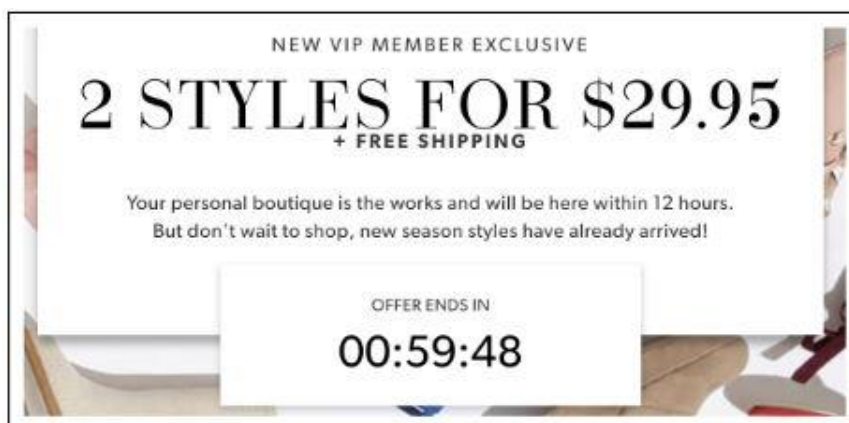 NEW VIP MEMBER EXCLUSIVE
2 STYLES FOR $29.95
+ FREE SHIPPING
Your personal boutique is the works and will be here within 12 hours.
But don't wait to shop, new season styles have already arrived!
OFFER ENDS IN
00:59:48